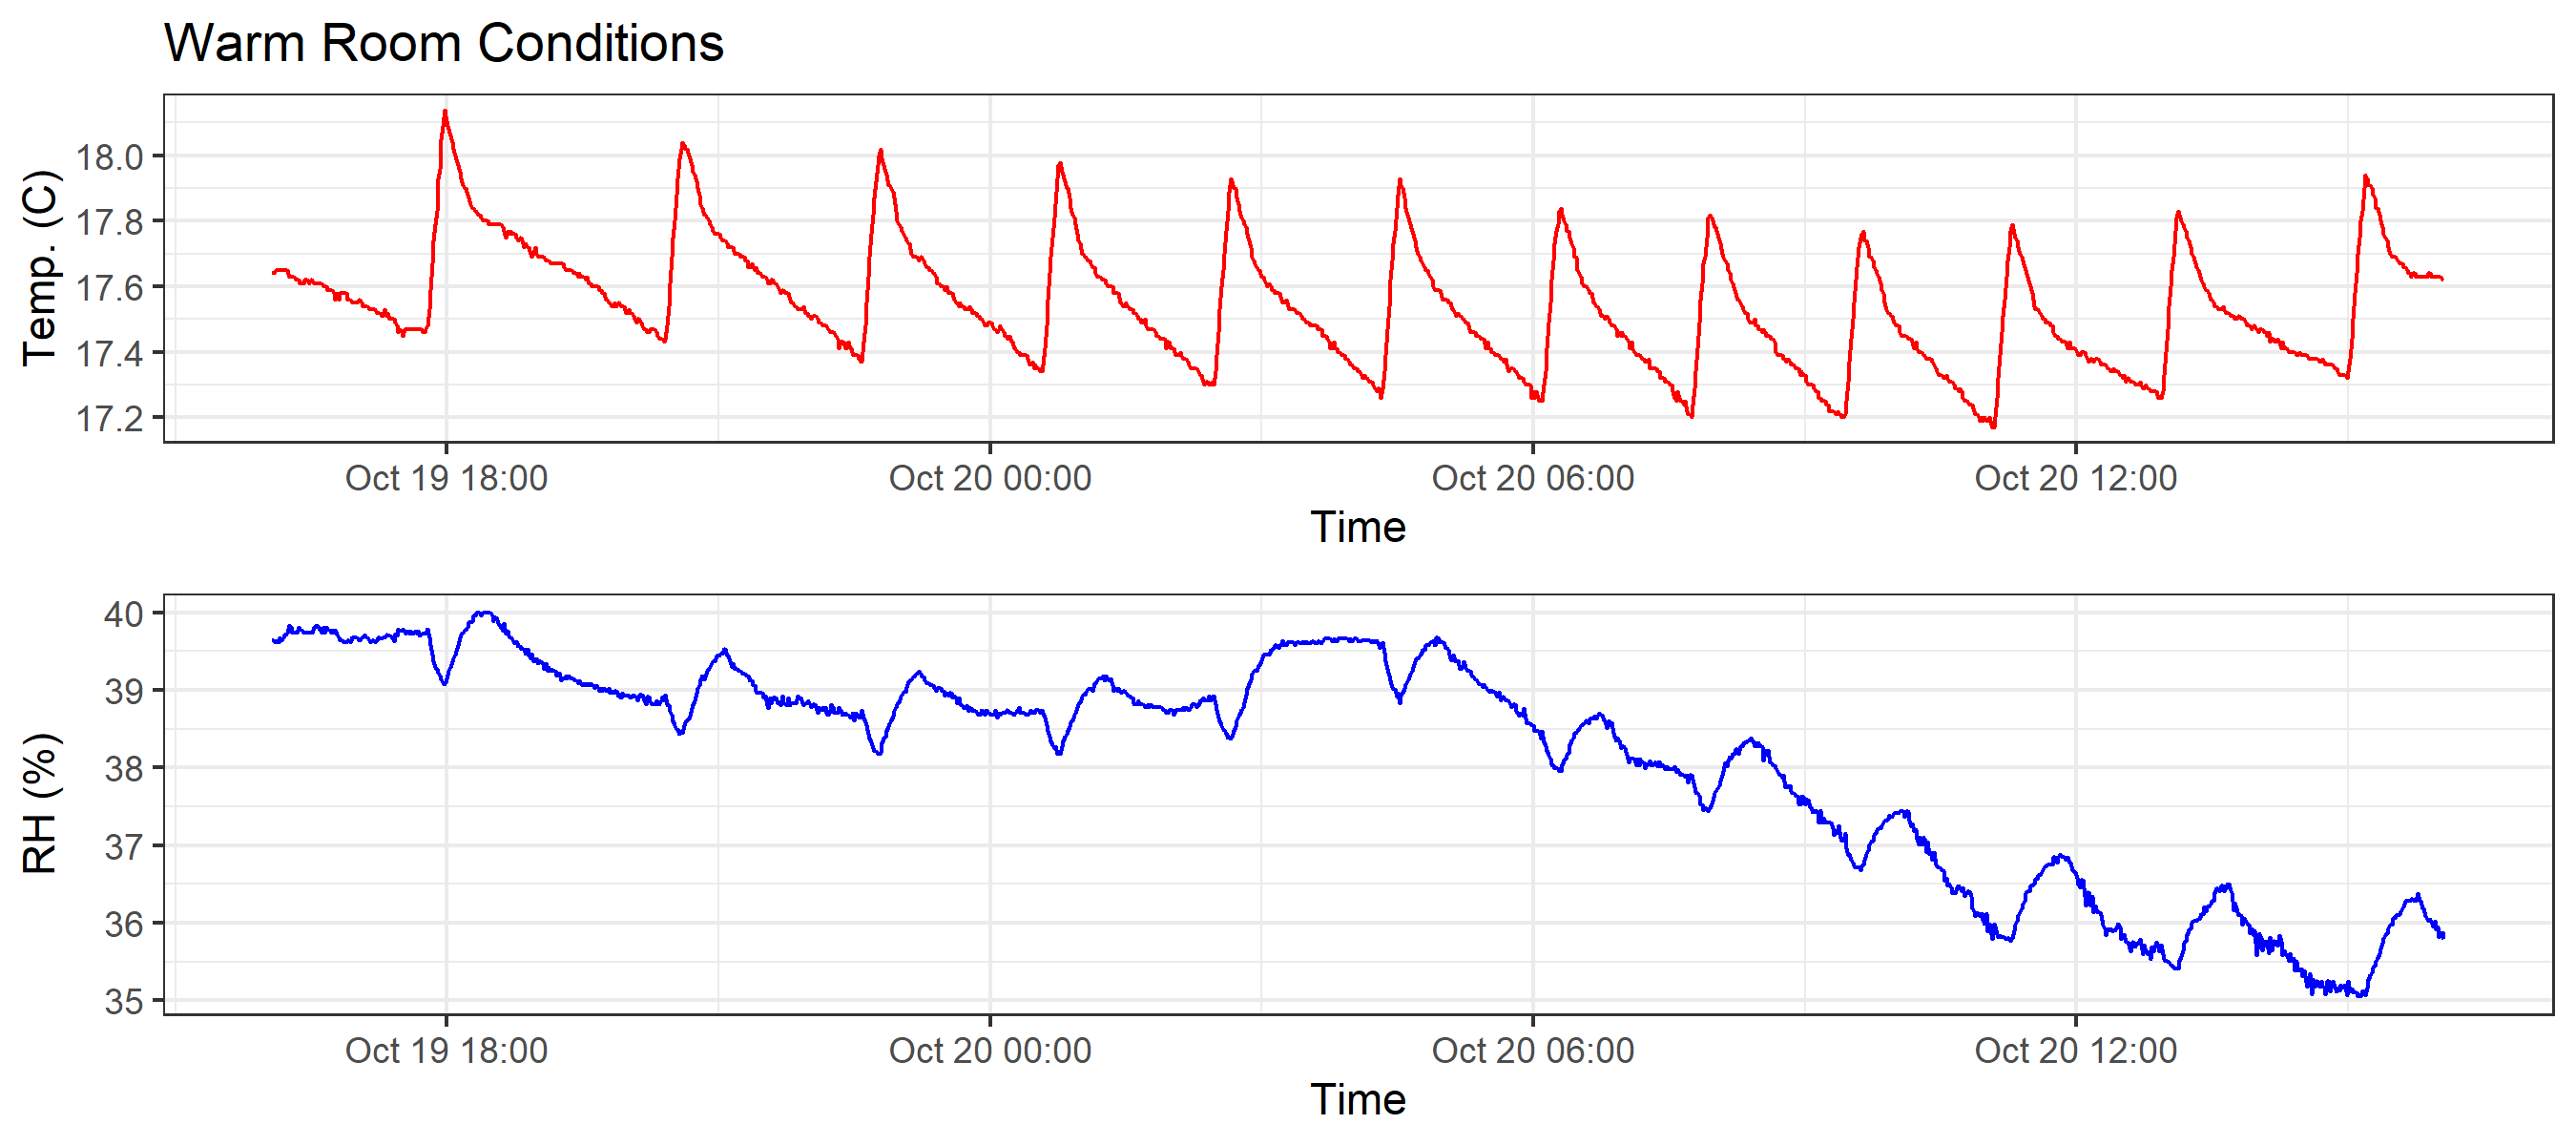 Warm Room Conditions
Temp. (C)
18.0
17.8
17.6
17.4
17.2
Oct 19 18:00 Oct 20 00:00 Oct 20 06:00 Oct 20 12:00
Time
RH (%)
40
39
38
37
36
35
Oct 19 18:00 Oct 20 00:00 Oct 20 06:00 Oct 20 12:00
Time